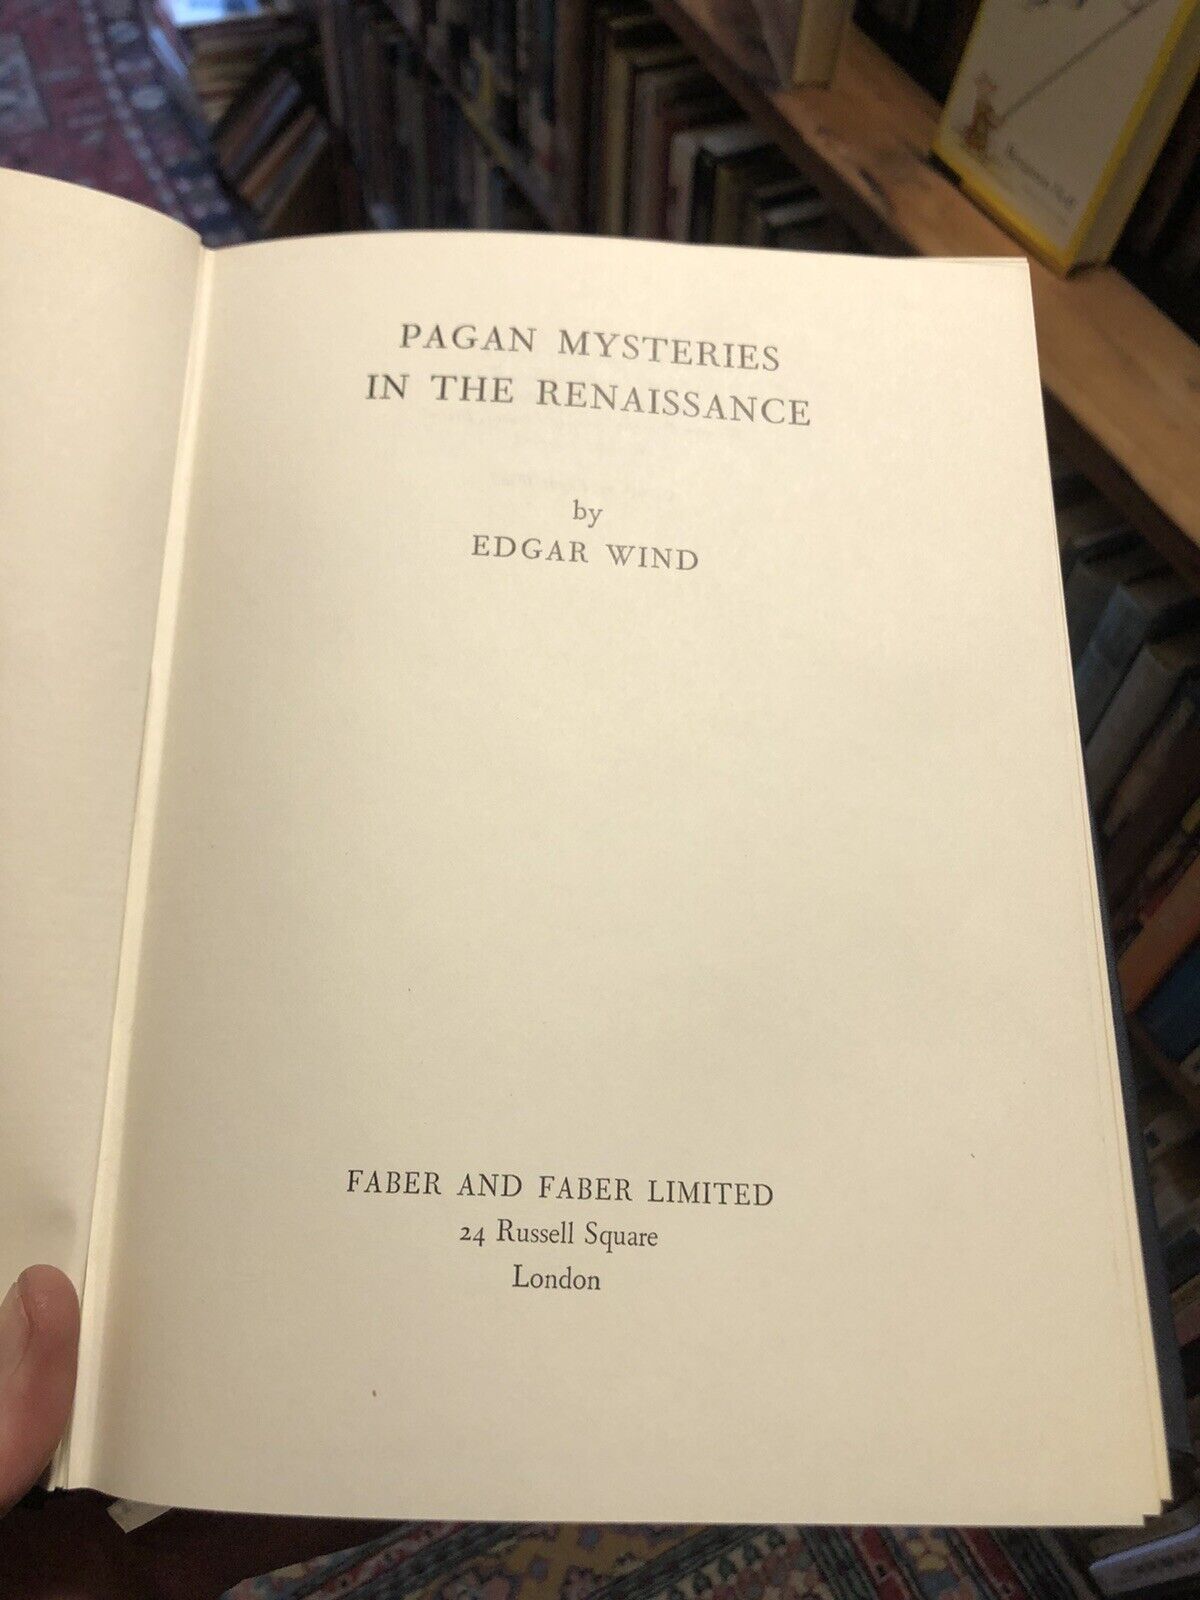 PAGAN MYSTERIES
IN THE RENAISSANCE
by
EDGAR WIND
FABER AND FABER LIMITED
24 Russell Square
London